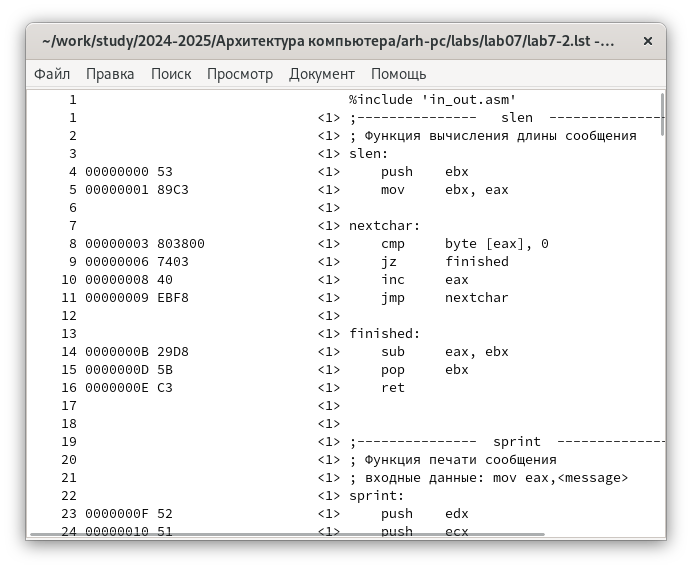 ~/work/study/2024-2025/Архитектура компьютера/arh-pc/labs/lab07/lab7-2.lst -... ×
Файл Правка Поиск Просмотр Документ Помощь
1 %include 'in_out.asm'
1 <1> ;--------------- slen ---------------
2 <1> ; Функция вычисления длины сообщения
3 <1> slen:
4 00000000 53 <1> push ebx
5 00000001 89C3 <1> mov ebx, eax
6 <1>
7 <1> nextchar:
8 00000003 803800 <1> cmp byte [eax], 0
9 00000006 7403 <1> jz finished
10 00000008 40 <1> inc eax
11 00000009 EBF8 <1> jmp nextchar
12 <1>
13 <1> finished:
14 0000000B 29D8 <1> sub eax, ebx
15 0000000D 5B <1> pop ebx
16 0000000E C3 <1> ret
17 <1>
18 <1>
19 <1> ;--------------- sprint --------------
20 <1> ; Функция печати сообщения
21 <1> ; входные данные: mov eax,<message>
22 <1> sprint:
23 0000000F 52 <1> push edx
24 00000010 51 <1> push ecx